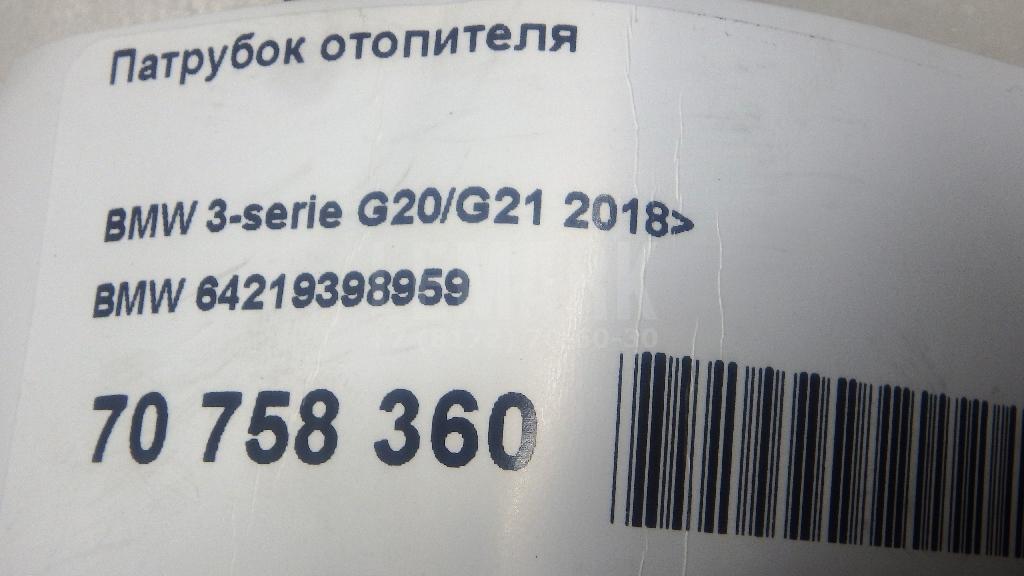 Патрубок отопителя
BMW 3-serie G20/G21 2018>
BMW 64219398959
70 758 360